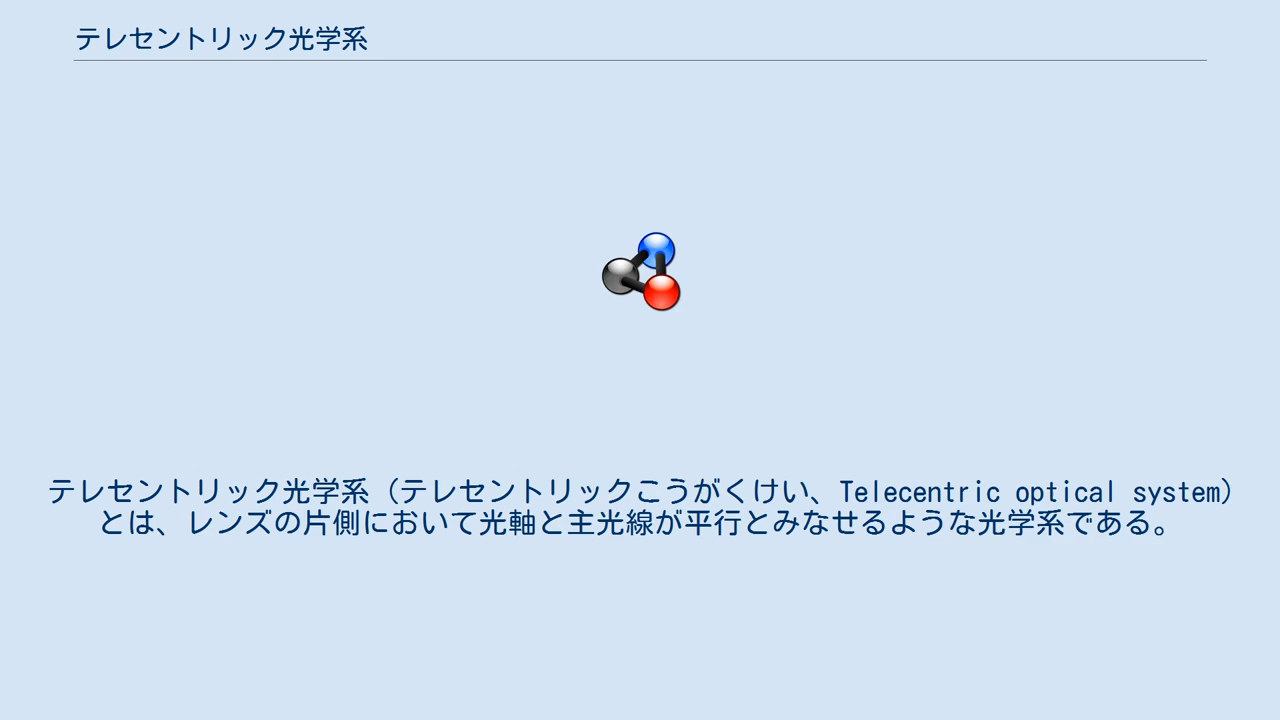 テレセントリック光学系
テレセントリック光学系（テレセントリックこうがくけい、Telecentric optical system）
とは、レンズの片側において光軸と主光線が平行とみなせるような光学系である。